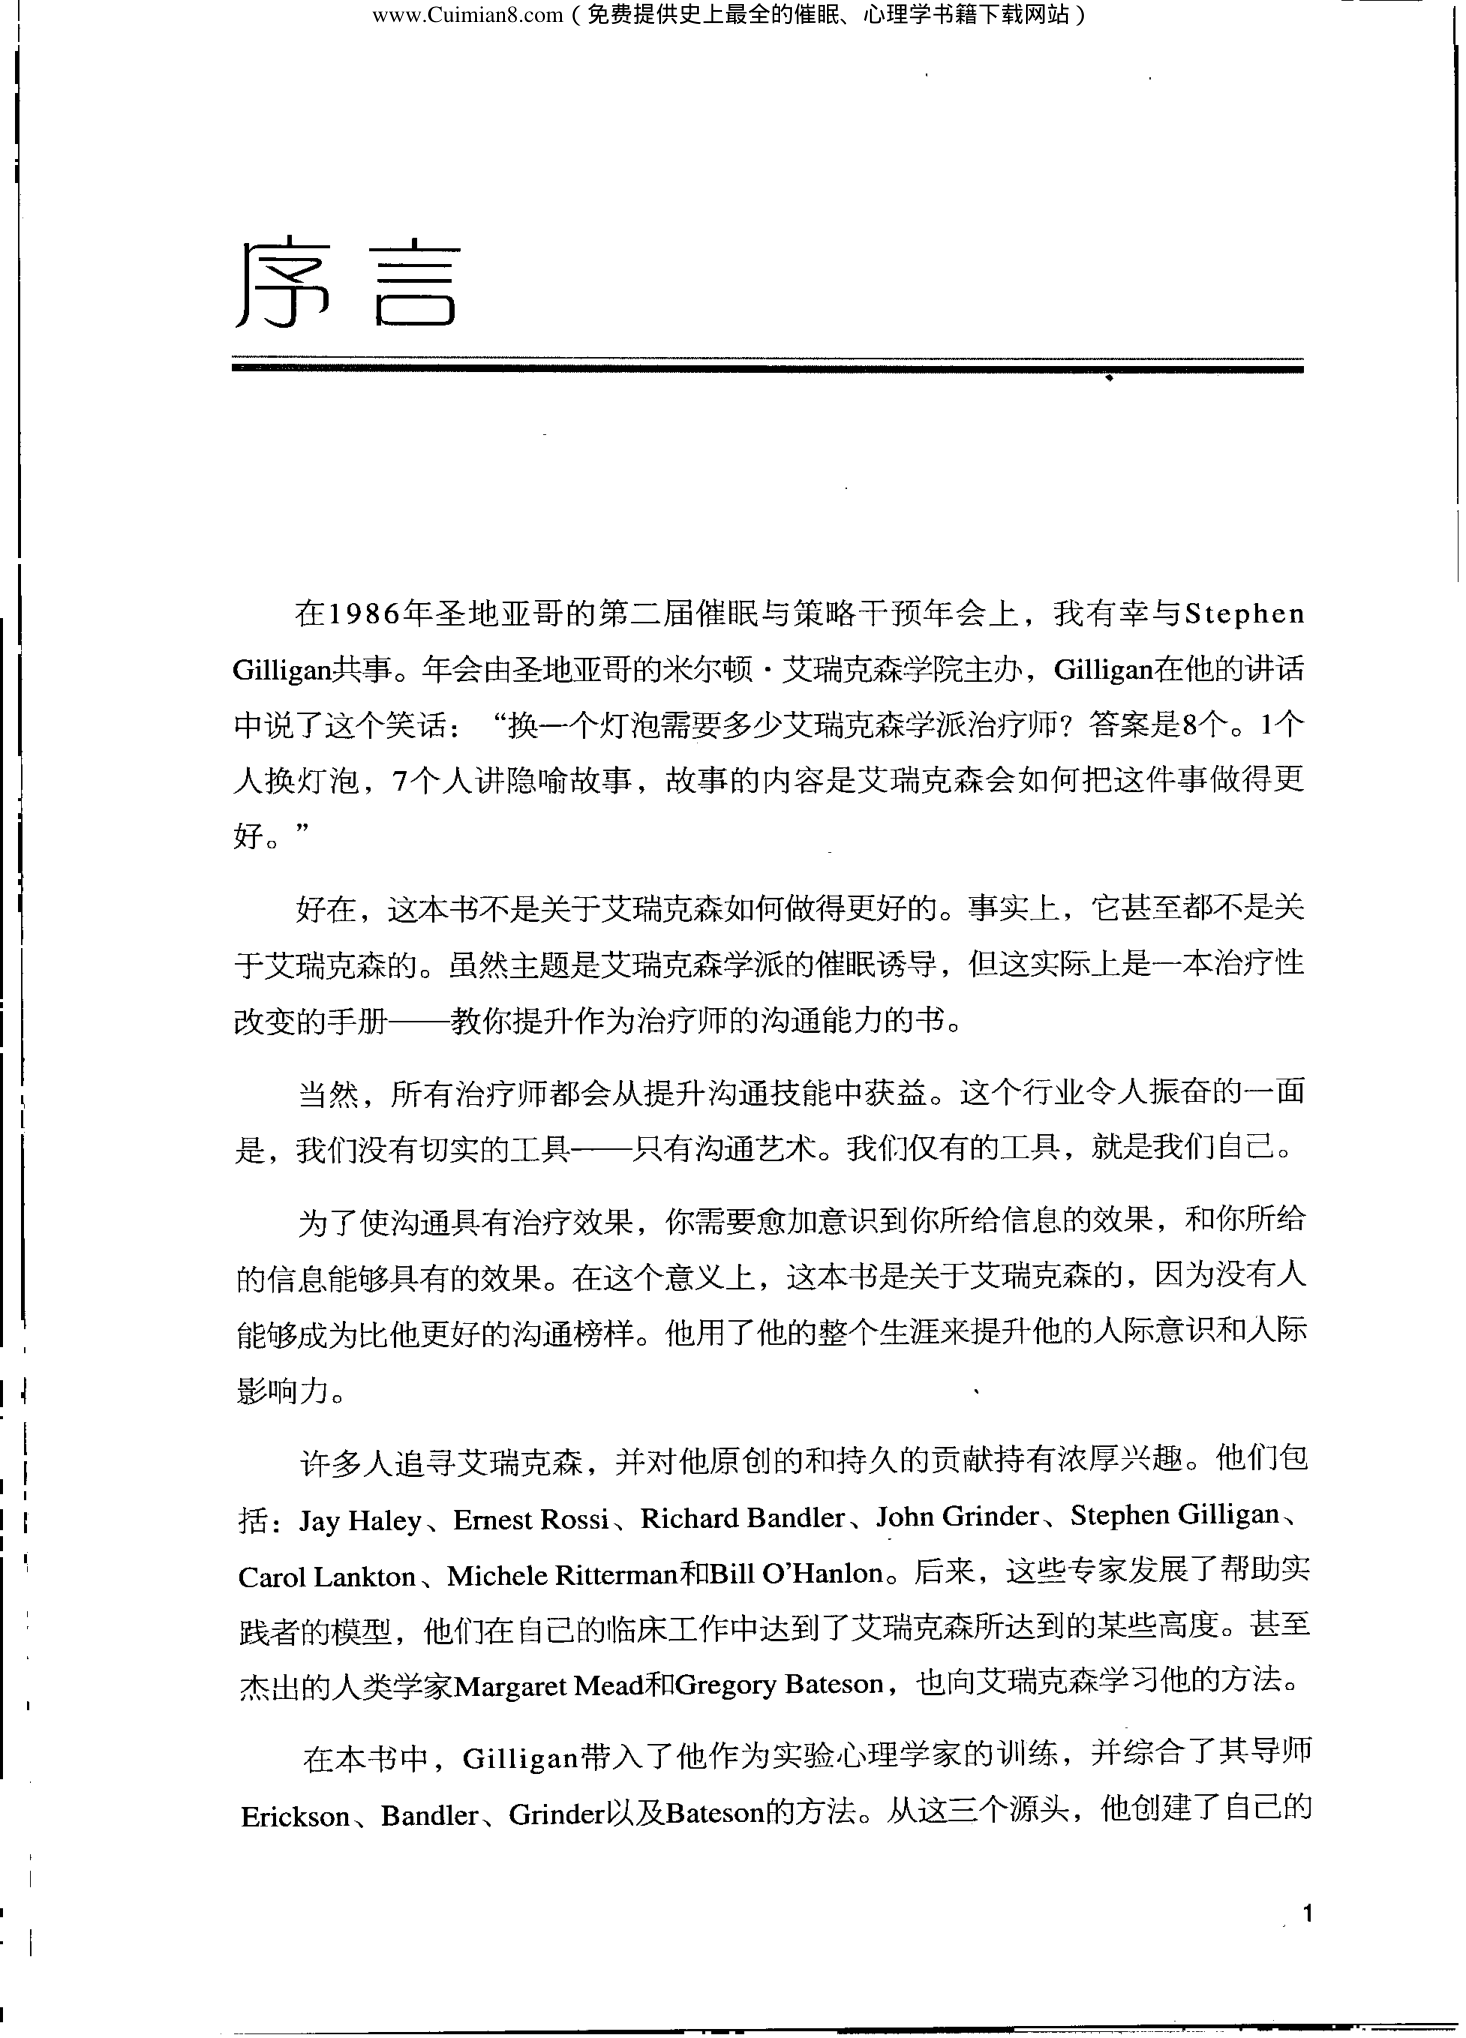 www.Cuimian8.com（免费提供史上最全的催眠、心理学书籍下载网站）
序言
在1986年圣地亚哥的第二届催眠与策略干预年会上，我有幸与Stephen
Gilligan共事。年会由圣地亚哥的米尔顿·艾瑞克森学院主办，Gilligan在他的讲话
中说了这个笑话：“换一个灯泡需要多少艾瑞克森学派治疗师？答案是8个。1个
人换灯泡，7个人讲隐喻故事，故事的内容是艾瑞克森会如何把这件事做得更
好。”
好在，这本书不是关于艾瑞克森如何做得更好的。事实上，它甚至都不是关
于艾瑞克森的。虽然主题是艾瑞克森学派的催眠诱导，但这实际上是一本治疗性
改变的手册——教你提升作为治疗师的沟通能力的书。
当然，所有治疗师都会从提升沟通技能中获益。这个行业令人振奋的一面
是，我们没有切实的工具——只有沟通艺术。我们仅有的工具，就是我们自己。
为了使沟通具有治疗效果，你需要愈加意识到你所给信息的效果，和你所给
的信息能够具有的效果。在这个意义上，这本书是关于艾瑞克森的，因为没有人
能够成为比他更好的沟通榜样。他用了他的整个生涯来提升他的人际意识和人际
影响力。
许多人追寻艾瑞克森，并对他原创的和持久的贡献持有浓厚兴趣。他们包
括：Jay Haley、Ernest Rossi、Richard Bandler、John Grinder、Stephen Gilligan、
Carol Lankton、Michele Ritterman和Bill O’Hanlon。后来，这些专家发展了帮助实
践者的模型，他们在自己的临床工作中达到了艾瑞克森所达到的某些高度。甚至
杰出的人类学家Margaret Mead和Gregory Bateson，也向艾瑞克森学习他的方法。
在本书中，Gilligan带入了他作为实验心理学家的训练，并综合了其导师
Erickson、Bandler、Grinder以及Bateson的方法。从这三个源头，他创建了自己的
1